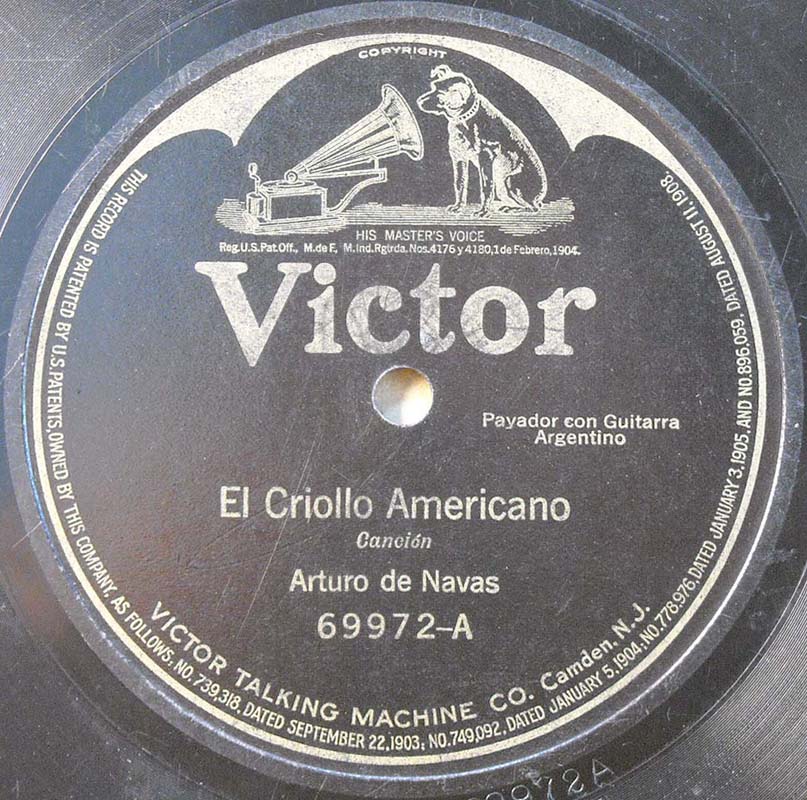 COPYRIGHT
HIS MASTER'S VOICE
Reg.U.S.Pat.Off., M.de F., M.Ind.Rgtrda.Nos.4176 y 4180,1 de Febrero,1904.
Victor
Payador con Guitarra
Argentino
El Criollo Americano
Canción
Arturo de Navas
69972-A
VICTOR TALKING MACHINE CO. Camden, N.J.
THIS RECORD IS PATENTED BY U.S. PATENTS, OWNED BY THIS COMPANY, AS FOLLOWS: NO. 739,318, DATED SEPTEMBER 22,1903; NO.749,092, DATED JANUARY 5,1904; NO.778,976, DATED JANUARY 3,1905, AND NO.896,059, DATED AUGUST 11,1908.
972A